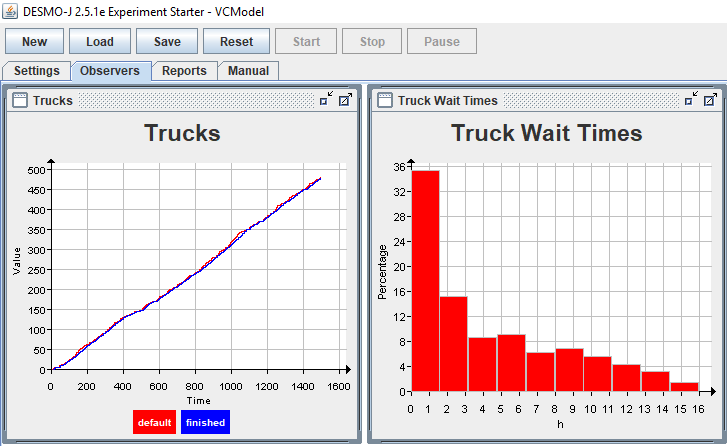 DESMO-J 2.5.1e Experiment Starter - VCModel
New Load Save Reset Start Stop Pause
Settings Observers Reports Manual
Trucks
Trucks
500
450
400
350
300
250
200
150
100
50
0
Value
0 200 400 600 800 1000 1200 1400 1600
Time
default finished
Truck Wait Times
Truck Wait Times
36
32
28
24
20
16
12
8
4
0
Percentage
0 1 2 3 4 5 6 7 8 9 10 11 12 13 14 15 16
h